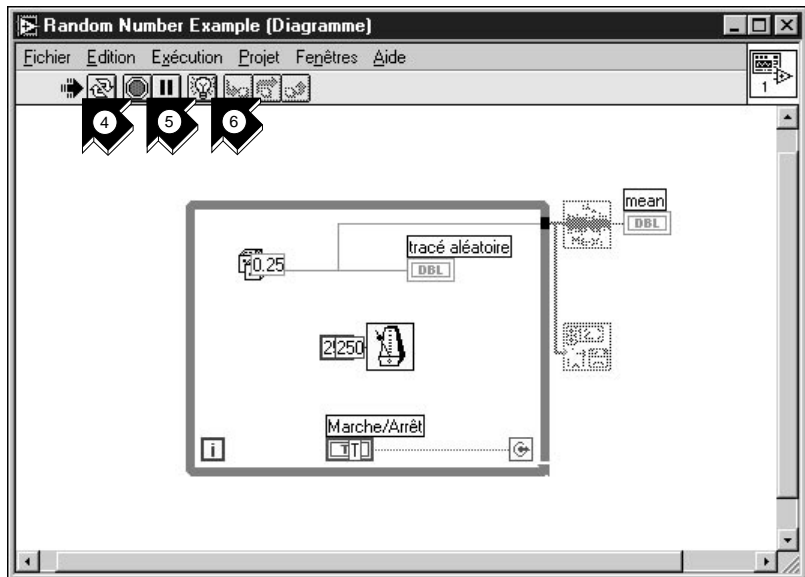 Random Number Example (Diagramme)
Fichier Edition Exécution Projet Fenêtres Aide
1
4 5 6
mean
DBL
tracé aléatoire
DBL
0.25
2 250
Marche/Arrêt
T T
i